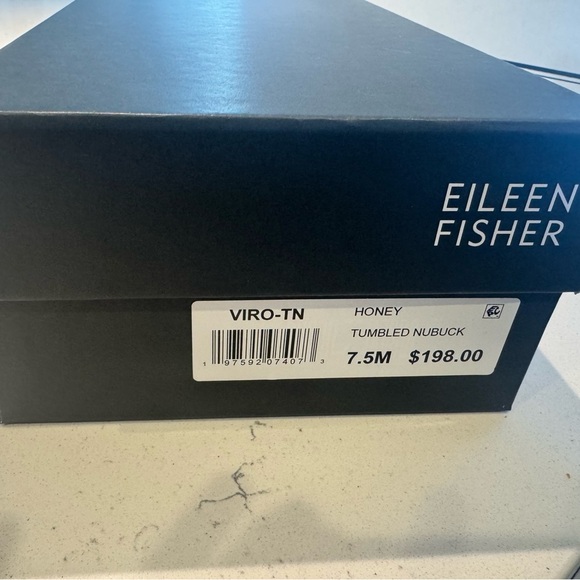 EILEEN
FISHER
VIRO-TN HONEY
TUMBLED NUBUCK
1 97592 07407 3 7.5M $198.00